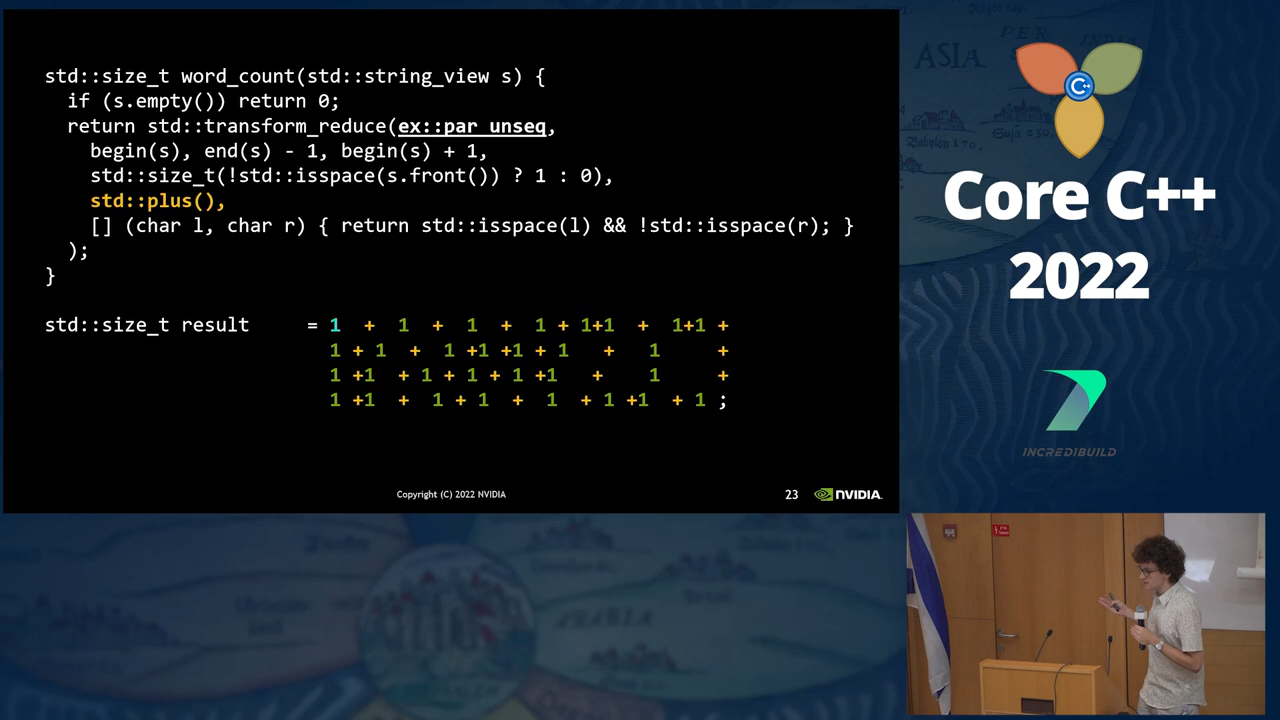 std::size_t word_count(std::string_view s) {
if (s.empty()) return 0;
return std::transform_reduce(ex::par_unseq,
begin(s), end(s) - 1, begin(s) + 1,
std::size_t(!std::isspace(s.front()) ? 1 : 0),
std::plus(),
[] (char l, char r) { return std::isspace(l) && !std::isspace(r); }
);
}
std::size_t result = 1 + 1 + 1 + 1 + 1+1 + 1+1 +
1 + 1 + 1 +1 +1 + 1 + 1 +
1 +1 + 1 + 1 + 1 +1 + 1 +
1 +1 + 1 + 1 + 1 + 1 +1 + 1 ;
Copyright (C) 2022 NVIDIA
23
NVIDIA.
ASIA
C++
Core C++
2022
INCREDIBUILD
ARABIA